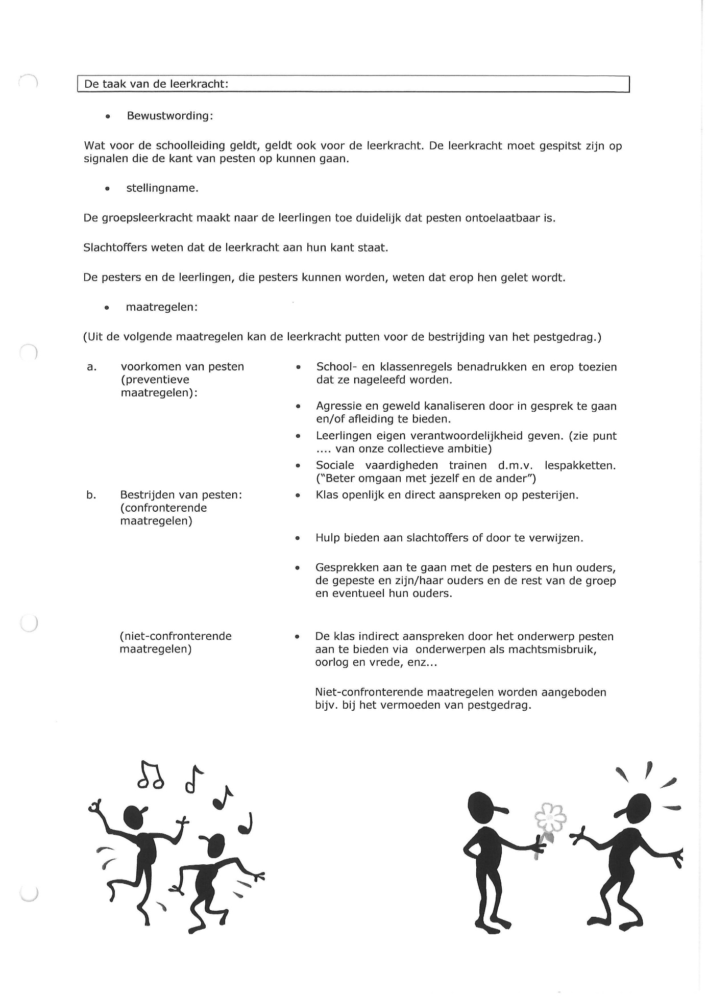 De taak van de leerkracht:
• Bewustwording:
Wat voor de schoolleiding geldt, geldt ook voor de leerkracht. De leerkracht moet gespitst zijn op
signalen die de kant van pesten op kunnen gaan.
• stellingname.
De groepsleerkracht maakt naar de leerlingen toe duidelijk dat pesten ontoelaatbaar is.
Slachtoffers weten dat de leerkracht aan hun kant staat.
De pesters en de leerlingen, die pesters kunnen worden, weten dat erop hen gelet wordt.
• maatregelen:
(Uit de volgende maatregelen kan de leerkracht putten voor de bestrijding van het pestgedrag.)
a. voorkomen van pesten
(preventieve
maatregelen):
• School- en klassenregels benadrukken en erop toezien
dat ze nageleefd worden.
• Agressie en geweld kanaliseren door in gesprek te gaan
en/of afleiding te bieden.
• Leerlingen eigen verantwoordelijkheid geven. (zie punt
.... van onze collectieve ambitie)
• Sociale vaardigheden trainen d.m.v. lespakketten.
("Beter omgaan met jezelf en de ander")
b. Bestrijden van pesten:
(confronterende
maatregelen)
• Klas openlijk en direct aanspreken op pesterijen.
• Hulp bieden aan slachtoffers of door te verwijzen.
• Gesprekken aan te gaan met de pesters en hun ouders,
de gepeste en zijn/haar ouders en de rest van de groep
en eventueel hun ouders.
(niet-confronterende
maatregelen)
• De klas indirect aanspreken door het onderwerp pesten
aan te bieden via onderwerpen als machtsmisbruik,
oorlog en vrede, enz...
Niet-confronterende maatregelen worden aangeboden
bijv. bij het vermoeden van pestgedrag.